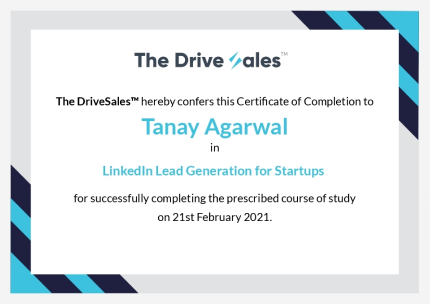 The Drive Sales™
The DriveSales™ hereby confers this Certificate of Completion to
Tanay Agarwal
in
LinkedIn Lead Generation for Startups
for successfully completing the prescribed course of study
on 21st February 2021.